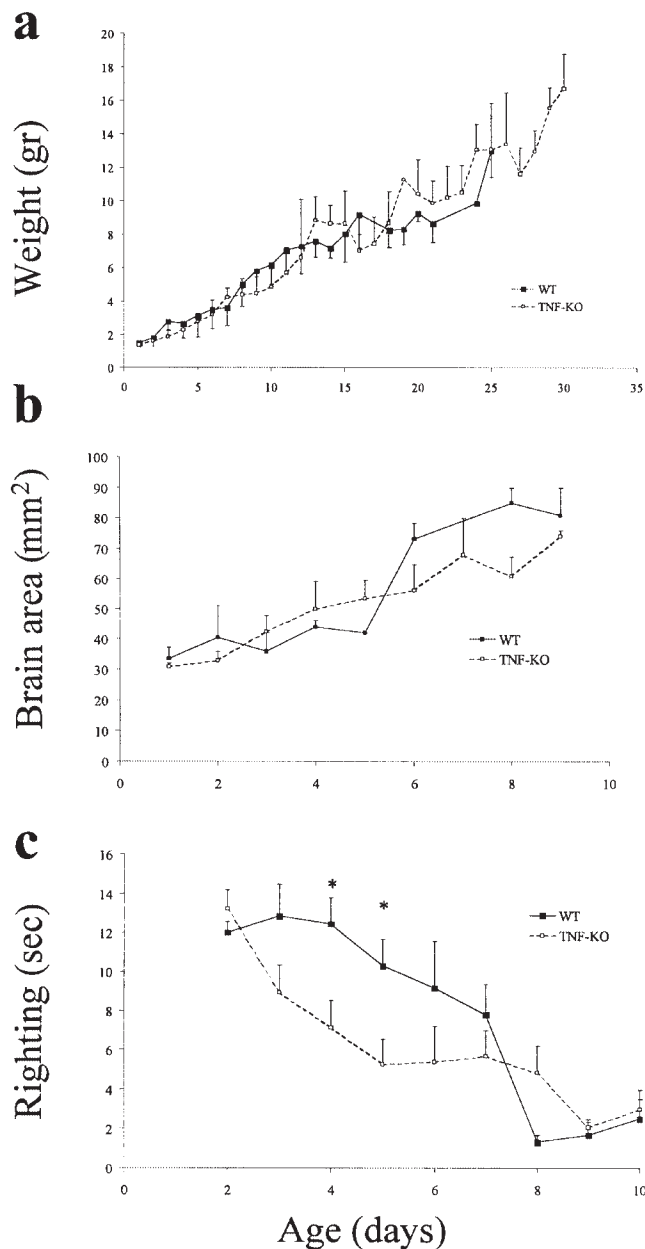 a
Weight (gr)
20
18
16
14
12
10
8
6
4
2
0
0 5 10 15 20 25 30 35
WT
TNF-KO
b
Brain area (mm²)
100
90
80
70
60
50
40
30
20
10
0
0 2 4 6 8 10
WT
TNF-KO
c
Righting (sec)
16
14
12
10
8
6
4
2
0
* *
0 2 4 6 8 10
WT
TNF-KO
Age (days)